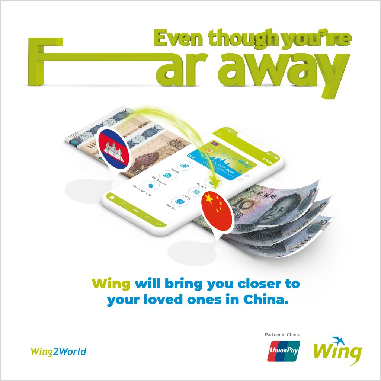 Even though you're
Far away
Wing will bring you closer to
your loved ones in China.
Wing2World
UnionPay
Wing